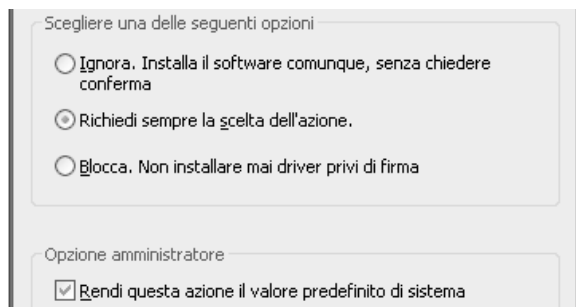 Scegliere una delle seguenti opzioni
Ignora. Installa il software comunque, senza chiedere
conferma
Richiedi sempre la scelta dell'azione.
Blocca. Non installare mai driver privi di firma
Opzione amministratore
Rendi questa azione il valore predefinito di sistema